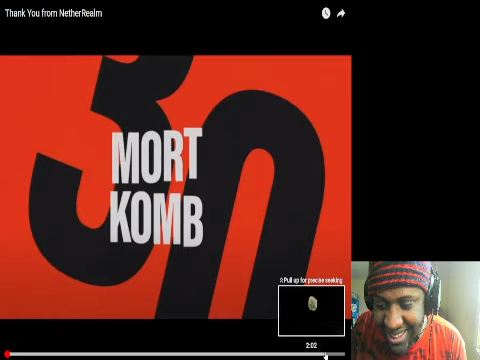 Thank You from NetherRealm
30
MORT
KOMB
Pull up for precise seeking
2:02